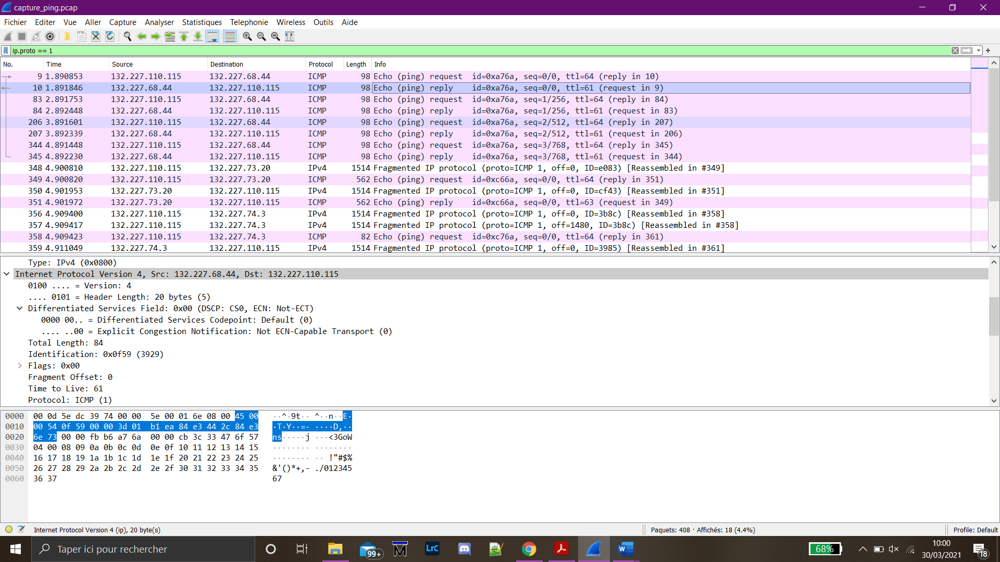 capture_ping.pcap
Fichier Editer Vue Aller Capture Analyser Statistiques Telephonie Wireless Outils Aide
ip.proto == 1
No. Time Source Destination Protocol Length Info
9 1.890853 132.227.110.115 132.227.68.44 ICMP 98 Echo (ping) request id=0xa76a, seq=0/0, ttl=64 (reply in 10)
10 1.891846 132.227.68.44 132.227.110.115 ICMP 98 Echo (ping) reply id=0xa76a, seq=0/0, ttl=61 (request in 9)
83 2.891753 132.227.110.115 132.227.68.44 ICMP 98 Echo (ping) request id=0xa76a, seq=1/256, ttl=64 (reply in 84)
84 2.892448 132.227.68.44 132.227.110.115 ICMP 98 Echo (ping) reply id=0xa76a, seq=1/256, ttl=61 (request in 83)
206 3.891601 132.227.110.115 132.227.68.44 ICMP 98 Echo (ping) request id=0xa76a, seq=2/512, ttl=64 (reply in 207)
207 3.892339 132.227.68.44 132.227.110.115 ICMP 98 Echo (ping) reply id=0xa76a, seq=2/512, ttl=61 (request in 206)
344 4.891448 132.227.110.115 132.227.68.44 ICMP 98 Echo (ping) request id=0xa76a, seq=3/768, ttl=64 (reply in 345)
345 4.892230 132.227.68.44 132.227.110.115 ICMP 98 Echo (ping) reply id=0xa76a, seq=3/768, ttl=61 (request in 344)
348 4.900810 132.227.110.115 132.227.73.20 IPv4 1514 Fragmented IP protocol (proto=ICMP 1, off=0, ID=e083) [Reassembled in #349]
349 4.900820 132.227.110.115 132.227.73.20 ICMP 562 Echo (ping) request id=0xc66a, seq=0/0, ttl=64 (reply in 351)
350 4.901953 132.227.73.20 132.227.110.115 IPv4 1514 Fragmented IP protocol (proto=ICMP 1, off=0, ID=cf43) [Reassembled in #351]
351 4.901972 132.227.73.20 132.227.110.115 ICMP 562 Echo (ping) reply id=0xc66a, seq=0/0, ttl=63 (request in 349)
356 4.909400 132.227.110.115 132.227.74.3 IPv4 1514 Fragmented IP protocol (proto=ICMP 1, off=0, ID=3b8c) [Reassembled in #358]
357 4.909417 132.227.110.115 132.227.74.3 IPv4 1514 Fragmented IP protocol (proto=ICMP 1, off=1480, ID=3b8c) [Reassembled in #358]
358 4.909423 132.227.110.115 132.227.74.3 ICMP 82 Echo (ping) request id=0xc76a, seq=0/0, ttl=64 (reply in 361)
359 4.911049 132.227.74.3 132.227.110.115 IPv4 1514 Fragmented IP protocol (proto=ICMP 1, off=0, ID=3985) [Reassembled in #361]
Type: IPv4 (0x0800)
Internet Protocol Version 4, Src: 132.227.68.44, Dst: 132.227.110.115
0100 .... = Version: 4
.... 0101 = Header Length: 20 bytes (5)
Differentiated Services Field: 0x00 (DSCP: CS0, ECN: Not-ECT)
0000 00.. = Differentiated Services Codepoint: Default (0)
.... ..00 = Explicit Congestion Notification: Not ECN-Capable Transport (0)
Total Length: 84
Identification: 0x0f59 (3929)
Flags: 0x00
Fragment Offset: 0
Time to Live: 61
Protocol: ICMP (1)
0000 00 0d 5e dc 39 74 00 00 5e 00 01 6e 08 00 45 00 ··^·9t·· ^··n··E·
0010 00 54 0f 59 00 00 3d 01 b1 ea 84 e3 44 2c 84 e3 ·T·Y··=· ····D,··
0020 6e 73 00 00 fb b6 a7 6a 00 00 cb 3c 33 47 6f 57 ns·····j ···<3GoW
0030 04 00 08 09 0a 0b 0c 0d 0e 0f 10 11 12 13 14 15 ········ ········
0040 16 17 18 19 1a 1b 1c 1d 1e 1f 20 21 22 23 24 25 ········ ·· !"#$%
0050 26 27 28 29 2a 2b 2c 2d 2e 2f 30 31 32 33 34 35 &'()*+,- ./012345
0060 36 37 67
Internet Protocol Version 4 (ip), 20 byte(s)
Paquets: 408 · Affichés: 18 (4.4%)
Profile: Default
Taper ici pour rechercher
99+
M
LrC
W
68%
10:00
30/03/2021
18